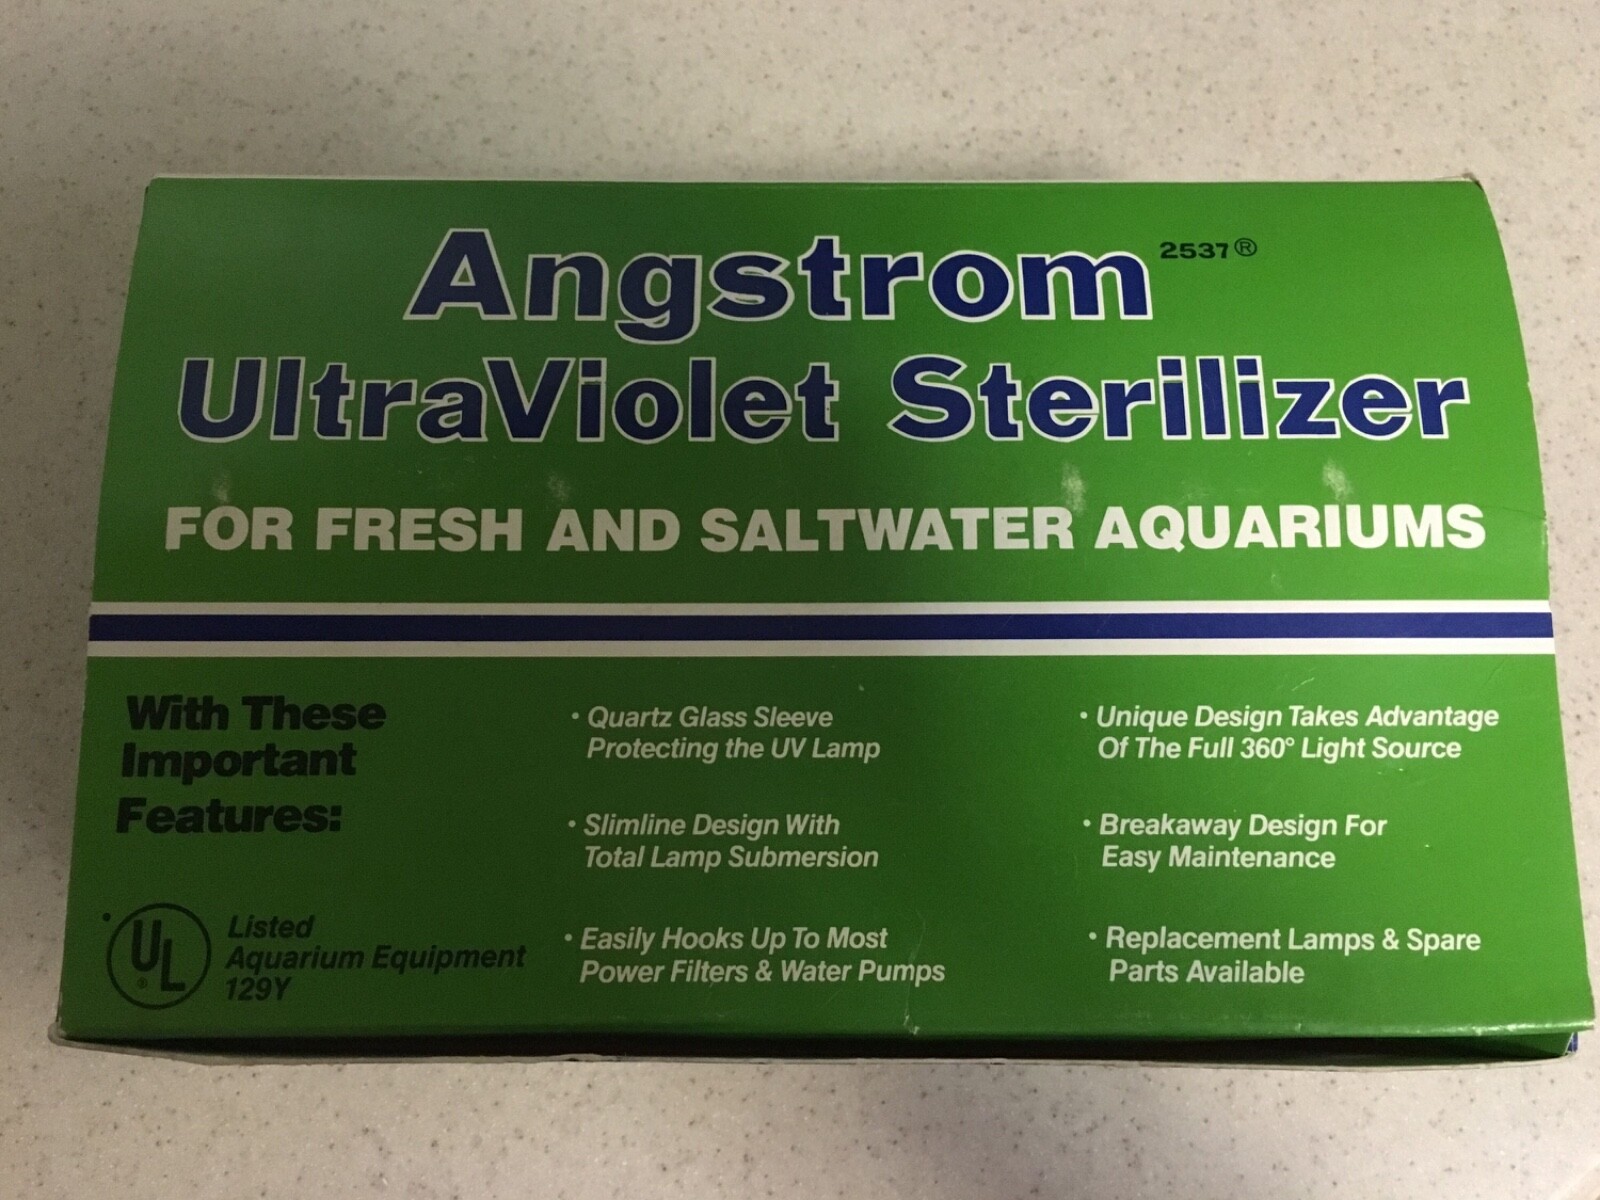 Angstrom 2537®
UltraViolet Sterilizer
FOR FRESH AND SALTWATER AQUARIUMS
With These
Important
Features:
UL ®
Listed
Aquarium Equipment
129Y
• Quartz Glass Sleeve
Protecting the UV Lamp
• Slimline Design With
Total Lamp Submersion
• Easily Hooks Up To Most
Power Filters & Water Pumps
• Unique Design Takes Advantage
Of The Full 360° Light Source
• Breakaway Design For
Easy Maintenance
• Replacement Lamps & Spare
Parts Available